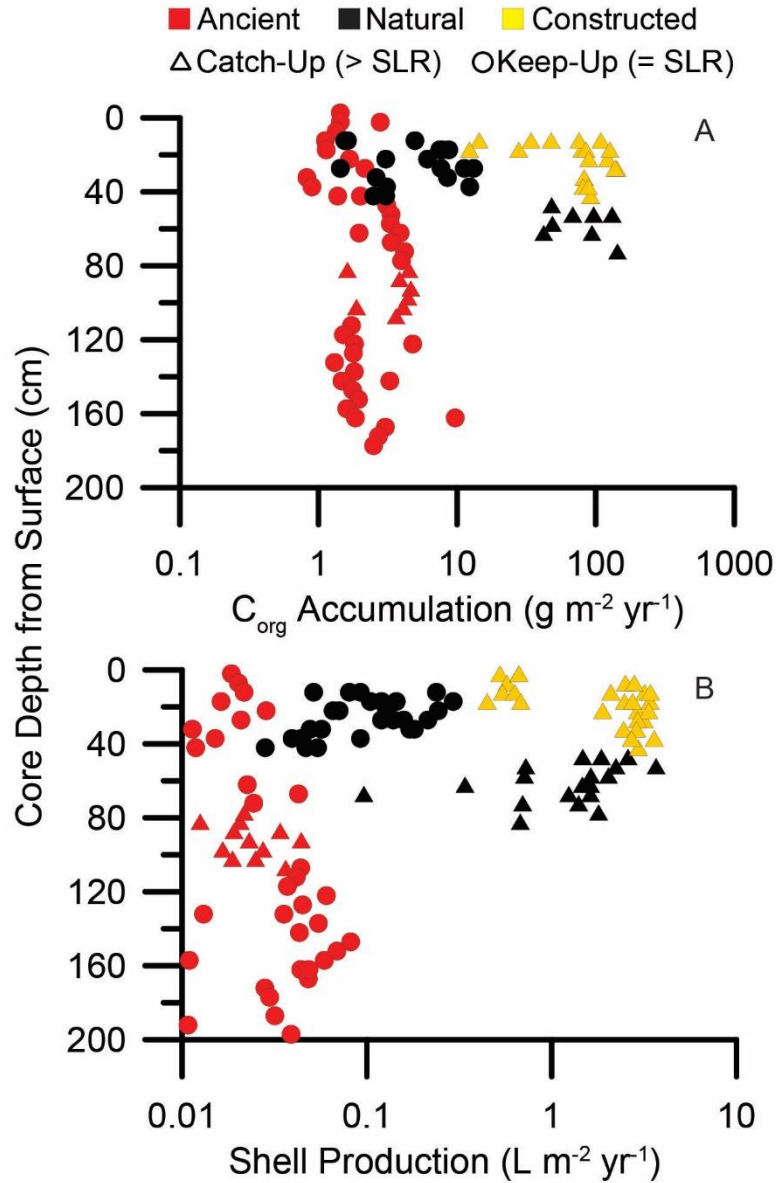 Ancient Natural Constructed
Catch-Up (> SLR) Keep-Up (= SLR)
A
0
40
80
120
160
200
0.1 1 10 100 1000
C_org Accumulation (g m⁻² yr⁻¹)
Core Depth from Surface (cm)
B
0
40
80
120
160
200
0.01 0.1 1 10
Shell Production (L m⁻² yr⁻¹)